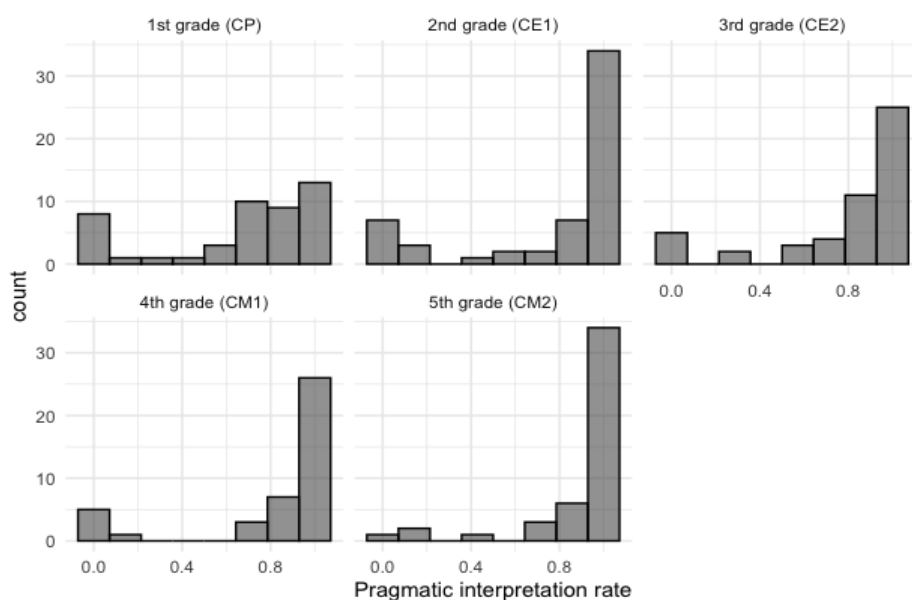 1st grade (CP)
2nd grade (CE1)
3rd grade (CE2)
30
20
10
0
0.0
0.4
0.8
4th grade (CM1)
5th grade (CM2)
count
30
20
10
0
0.0
0.4
0.8
0.0
0.4
0.8
Pragmatic interpretation rate